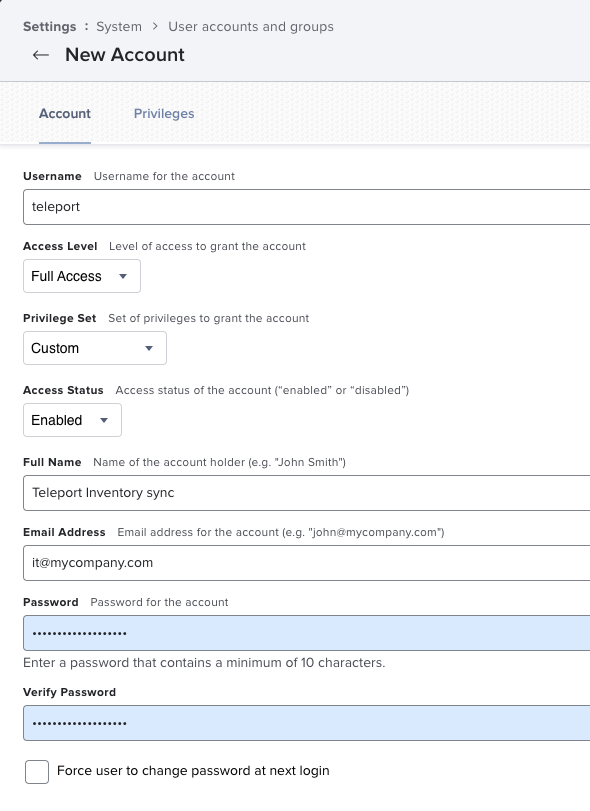 Settings : System > User accounts and groups
← New Account
Account Privileges
Username Username for the account
teleport
Access Level Level of access to grant the account
Full Access
Privilege Set Set of privileges to grant the account
Custom
Access Status Access status of the account (“enabled” or “disabled”)
Enabled
Full Name Name of the account holder (e.g. "John Smith")
Teleport Inventory sync
Email Address Email address for the account (e.g. "john@mycompany.com")
it@mycompany.com
Password Password for the account
•••••••••••••••••••
Enter a password that contains a minimum of 10 characters.
Verify Password
•••••••••••••••••••
Force user to change password at next login